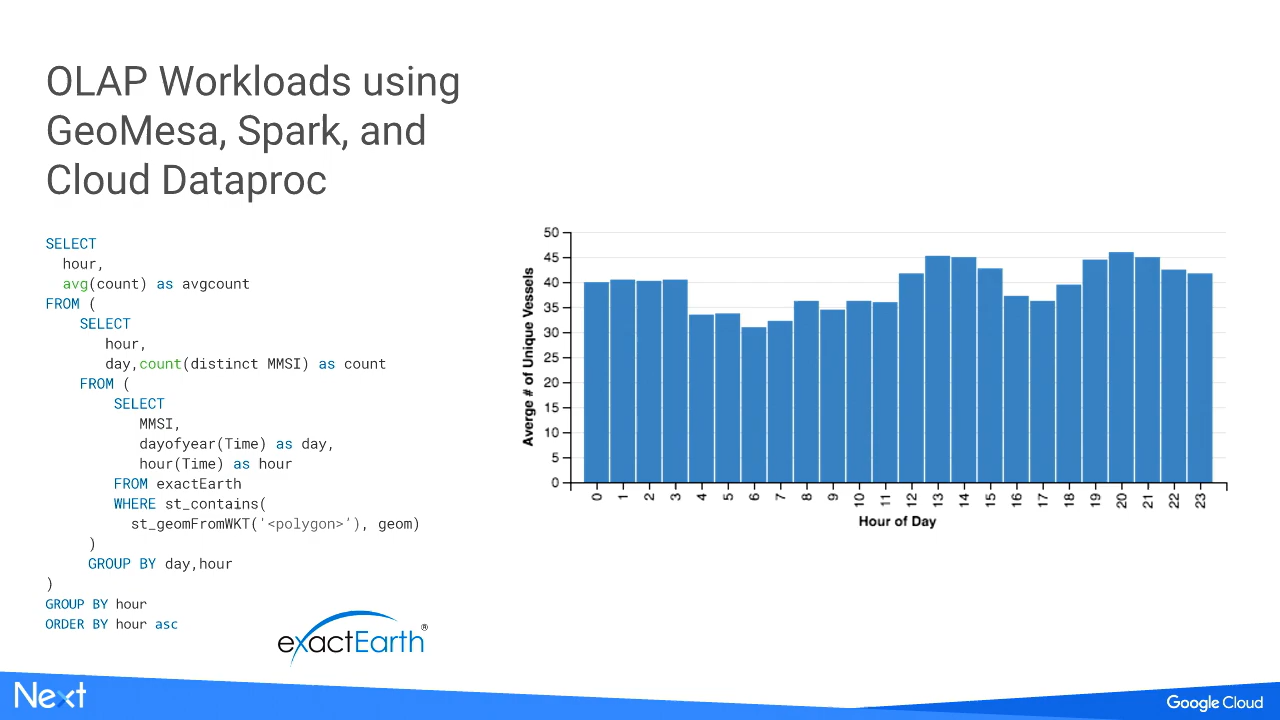 OLAP Workloads using
GeoMesa, Spark, and
Cloud Dataproc
SELECT
hour,
avg(count) as avgcount
FROM (
SELECT
hour,
day,count(distinct MMSI) as count
FROM (
SELECT
MMSI,
dayofyear(Time) as day,
hour(Time) as hour
FROM exactEarth
WHERE st_contains(
st_geomFromWKT('<polygon>'), geom)
)
GROUP BY day,hour
)
GROUP BY hour
ORDER BY hour asc
exactEarth®
Averge # of Unique Vessels
50
45
40
35
30
25
20
15
10
5
0
0 1 2 3 4 5 6 7 8 9 10 11 12 13 14 15 16 17 18 19 20 21 22 23
Hour of Day
Next
Google Cloud